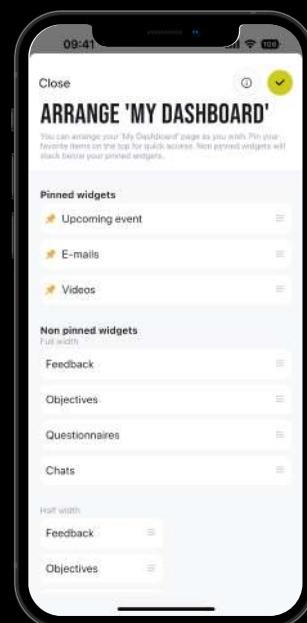 09:41
100
Close
ARRANGE 'MY DASHBOARD'
You can arrange your 'My Dashboard' page as you wish. Pin your
favorite items on the top for quick access. Non pinned widgets will
stack below your pinned widgets.
Pinned widgets
Upcoming event
E-mails
Videos
Non pinned widgets
Full width
Feedback
Objectives
Questionnaires
Chats
Half width
Feedback
Objectives